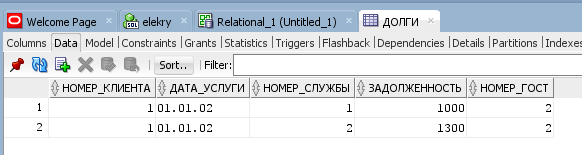 Welcome Page elekry Relational_1 (Untitled_1) ДОЛГИ
Columns Data Model Constraints Grants Statistics Triggers Flashback Dependencies Details Partitions Indexes
Sort.. Filter:
НОМЕР_КЛИЕНТА ДАТА_УСЛУГИ НОМЕР_СЛУЖБЫ ЗАДОЛЖЕННОСТЬ НОМЕР_ГОСТ
1 1 01.01.02 1 1000 2
2 1 01.01.02 2 1300 2